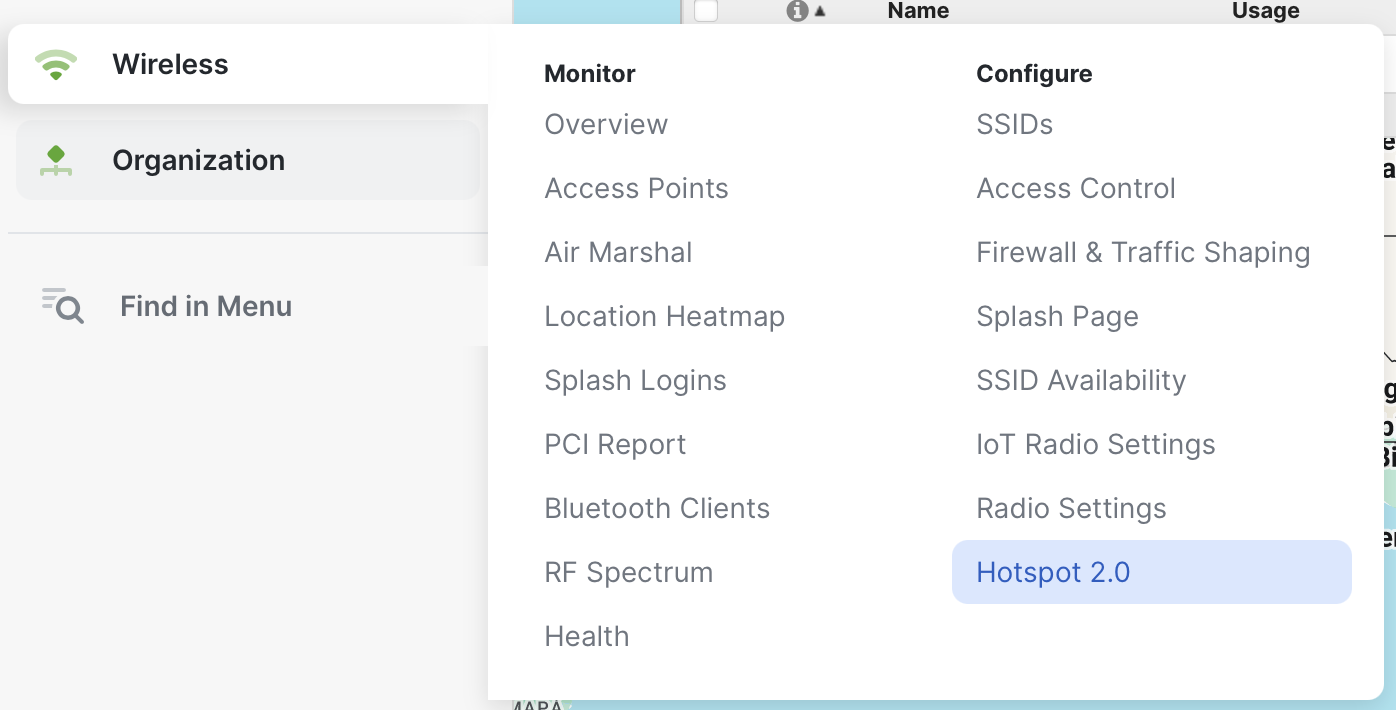 Name
Usage
Wireless
Organization
Find in Menu
Monitor
Overview
Access Points
Air Marshal
Location Heatmap
Splash Logins
PCI Report
Bluetooth Clients
RF Spectrum
Health
Configure
SSIDs
Access Control
Firewall & Traffic Shaping
Splash Page
SSID Availability
IoT Radio Settings
Radio Settings
Hotspot 2.0